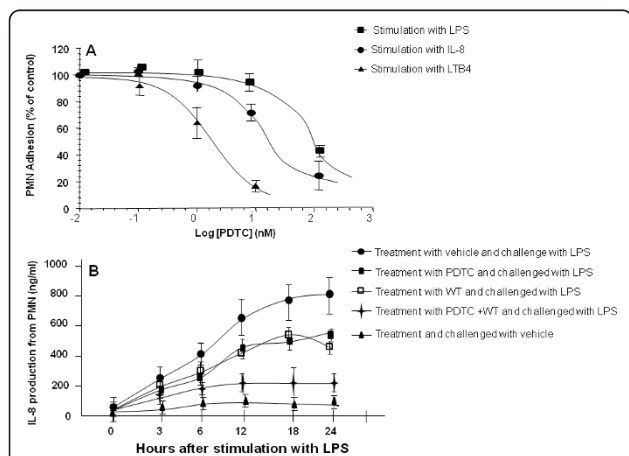 A
Stimulation with LPS
Stimulation with IL-8
Stimulation with LTB4
PMN Adhesion (% of control)
120
100
80
60
40
20
0
-2
-1
0
1
2
3
Log [PDTC] (nM)
B
Treatment with vehicle and challenge with LPS
Treatment with PDTC and challenged with LPS
Treatment with WT and challenged with LPS
Treatment with PDTC +WT and challenged with LPS
Treatment and challenged with vehicle
IL-8 production from PMN (ng/ml)
1000
800
600
400
200
0
0
3
6
12
18
24
Hours after stimulation with LPS